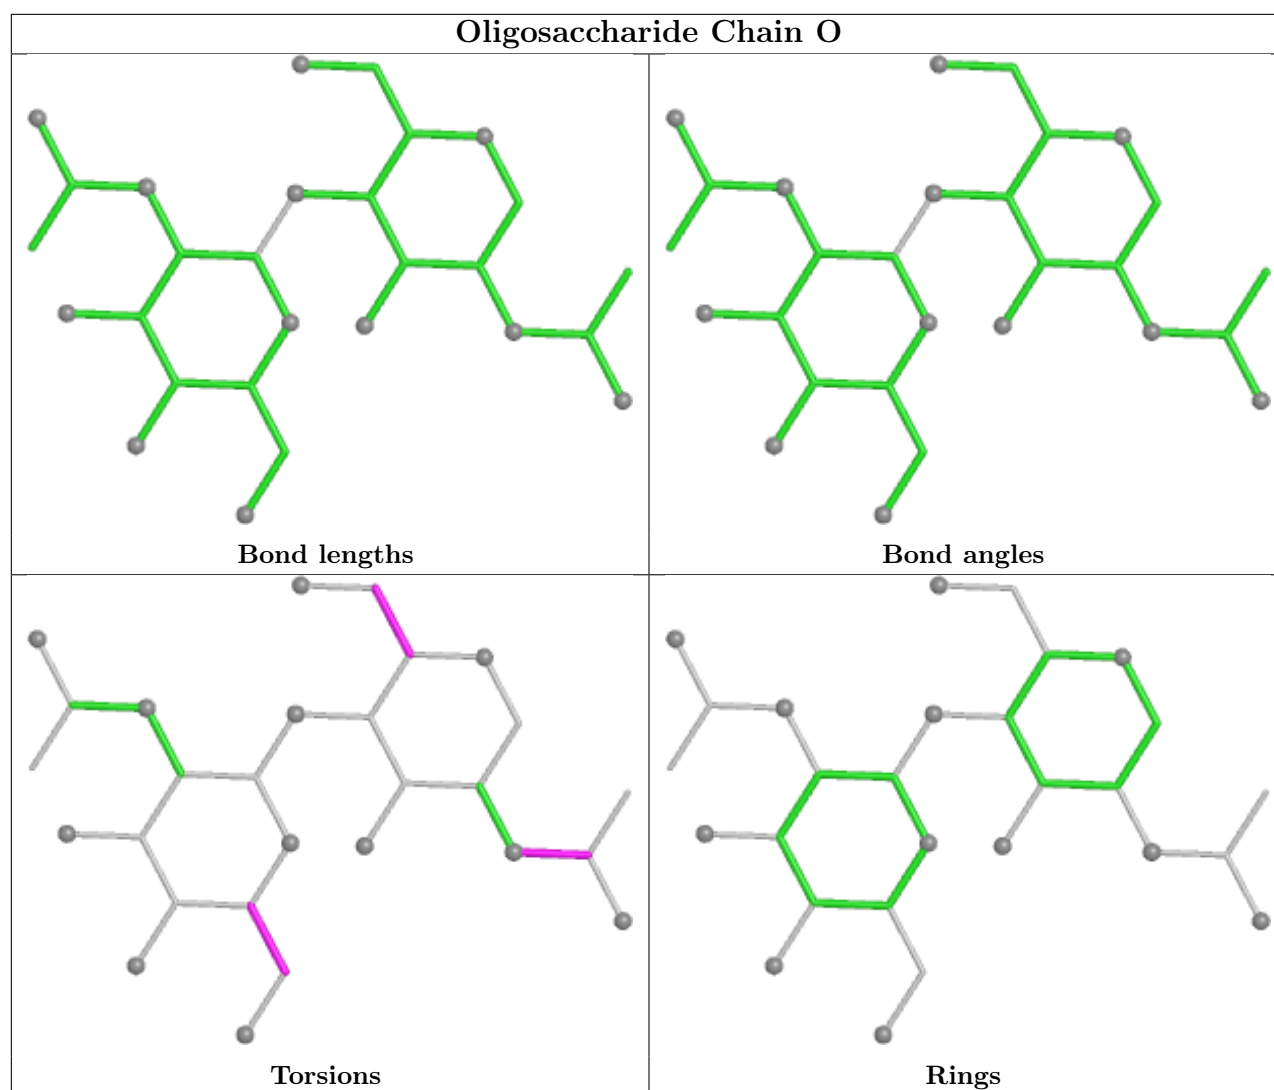 Oligosaccharide Chain O
Bond lengths
Bond angles
Torsions
Rings